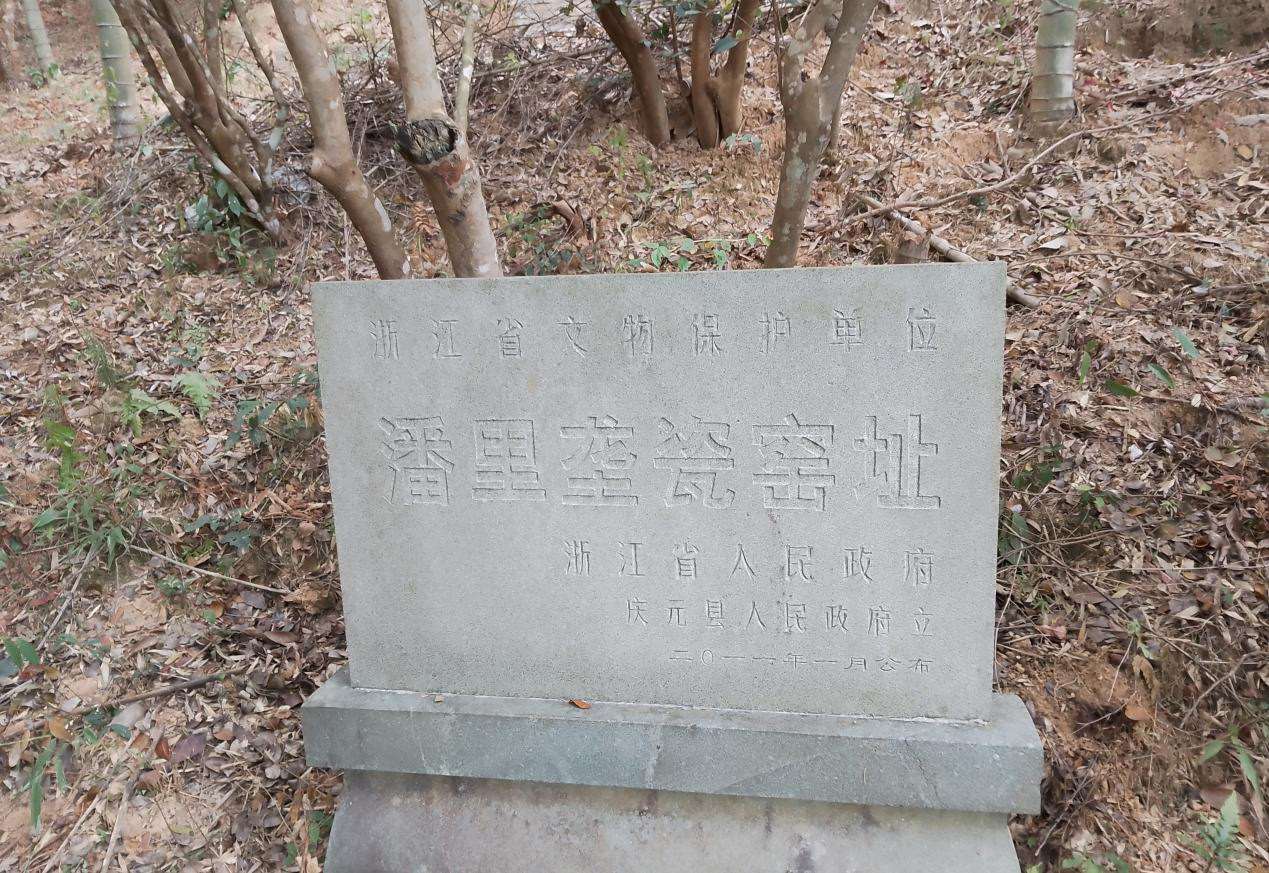 浙江省文物保护单位
潘里垄瓷窑址
浙江省人民政府
庆元县人民政府立
二〇一一年一月公布